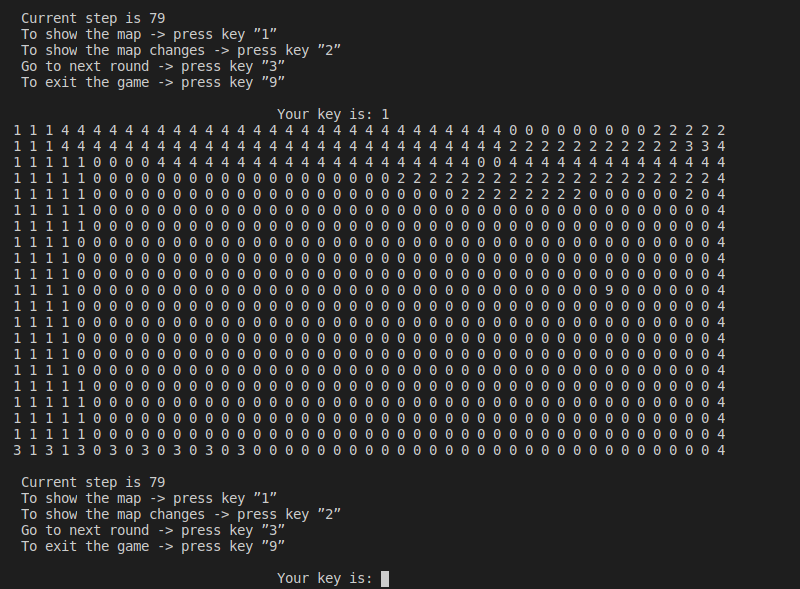 Current step is 79
To show the map -> press key ”1”
To show the map changes -> press key ”2”
Go to next round -> press key ”3”
To exit the game -> press key ”9”
Your key is: 1
1 1 1 4 4 4 4 4 4 4 4 4 4 4 4 4 4 4 4 4 4 4 4 4 4 4 4 4 4 4 4 0 0 0 0 0 0 0 0 0 2 2 2 2 2
1 1 1 4 4 4 4 4 4 4 4 4 4 4 4 4 4 4 4 4 4 4 4 4 4 4 4 4 4 4 4 2 2 2 2 2 2 2 2 2 2 2 3 3 4
1 1 1 1 1 0 0 0 0 4 4 4 4 4 4 4 4 4 4 4 4 4 4 4 4 4 4 4 4 0 0 4 4 4 4 4 4 4 4 4 4 4 4 4 4
1 1 1 1 1 0 0 0 0 0 0 0 0 0 0 0 0 0 0 0 0 0 0 0 2 2 2 2 2 2 2 2 2 2 2 2 2 2 2 2 2 2 2 2 4
1 1 1 1 1 0 0 0 0 0 0 0 0 0 0 0 0 0 0 0 0 0 0 0 0 0 0 0 2 2 2 2 2 2 2 2 0 0 0 0 0 0 2 0 4
1 1 1 1 1 0 0 0 0 0 0 0 0 0 0 0 0 0 0 0 0 0 0 0 0 0 0 0 0 0 0 0 0 0 0 0 0 0 0 0 0 0 0 0 4
1 1 1 1 1 0 0 0 0 0 0 0 0 0 0 0 0 0 0 0 0 0 0 0 0 0 0 0 0 0 0 0 0 0 0 0 0 0 0 0 0 0 0 0 4
1 1 1 1 0 0 0 0 0 0 0 0 0 0 0 0 0 0 0 0 0 0 0 0 0 0 0 0 0 0 0 0 0 0 0 0 0 0 0 0 0 0 0 0 4
1 1 1 1 0 0 0 0 0 0 0 0 0 0 0 0 0 0 0 0 0 0 0 0 0 0 0 0 0 0 0 0 0 0 0 0 0 0 0 0 0 0 0 0 4
1 1 1 1 0 0 0 0 0 0 0 0 0 0 0 0 0 0 0 0 0 0 0 0 0 0 0 0 0 0 0 0 0 0 0 0 0 0 0 0 0 0 0 0 4
1 1 1 1 0 0 0 0 0 0 0 0 0 0 0 0 0 0 0 0 0 0 0 0 0 0 0 0 0 0 0 0 0 0 0 0 0 9 0 0 0 0 0 0 4
1 1 1 1 0 0 0 0 0 0 0 0 0 0 0 0 0 0 0 0 0 0 0 0 0 0 0 0 0 0 0 0 0 0 0 0 0 0 0 0 0 0 0 0 4
1 1 1 1 0 0 0 0 0 0 0 0 0 0 0 0 0 0 0 0 0 0 0 0 0 0 0 0 0 0 0 0 0 0 0 0 0 0 0 0 0 0 0 0 4
1 1 1 1 0 0 0 0 0 0 0 0 0 0 0 0 0 0 0 0 0 0 0 0 0 0 0 0 0 0 0 0 0 0 0 0 0 0 0 0 0 0 0 0 4
1 1 1 1 0 0 0 0 0 0 0 0 0 0 0 0 0 0 0 0 0 0 0 0 0 0 0 0 0 0 0 0 0 0 0 0 0 0 0 0 0 0 0 0 4
1 1 1 1 0 0 0 0 0 0 0 0 0 0 0 0 0 0 0 0 0 0 0 0 0 0 0 0 0 0 0 0 0 0 0 0 0 0 0 0 0 0 0 0 4
1 1 1 1 1 0 0 0 0 0 0 0 0 0 0 0 0 0 0 0 0 0 0 0 0 0 0 0 0 0 0 0 0 0 0 0 0 0 0 0 0 0 0 0 4
1 1 1 1 1 0 0 0 0 0 0 0 0 0 0 0 0 0 0 0 0 0 0 0 0 0 0 0 0 0 0 0 0 0 0 0 0 0 0 0 0 0 0 0 4
1 1 1 1 1 0 0 0 0 0 0 0 0 0 0 0 0 0 0 0 0 0 0 0 0 0 0 0 0 0 0 0 0 0 0 0 0 0 0 0 0 0 0 0 4
1 1 1 1 1 0 0 0 0 0 0 0 0 0 0 0 0 0 0 0 0 0 0 0 0 0 0 0 0 0 0 0 0 0 0 0 0 0 0 0 0 0 0 0 4
3 1 3 1 3 0 3 0 3 0 3 0 3 0 3 0 0 0 0 0 0 0 0 0 0 0 0 0 0 0 0 0 0 0 0 0 0 0 0 0 0 0 0 0 4
Current step is 79
To show the map -> press key ”1”
To show the map changes -> press key ”2”
Go to next round -> press key ”3”
To exit the game -> press key ”9”
Your key is: